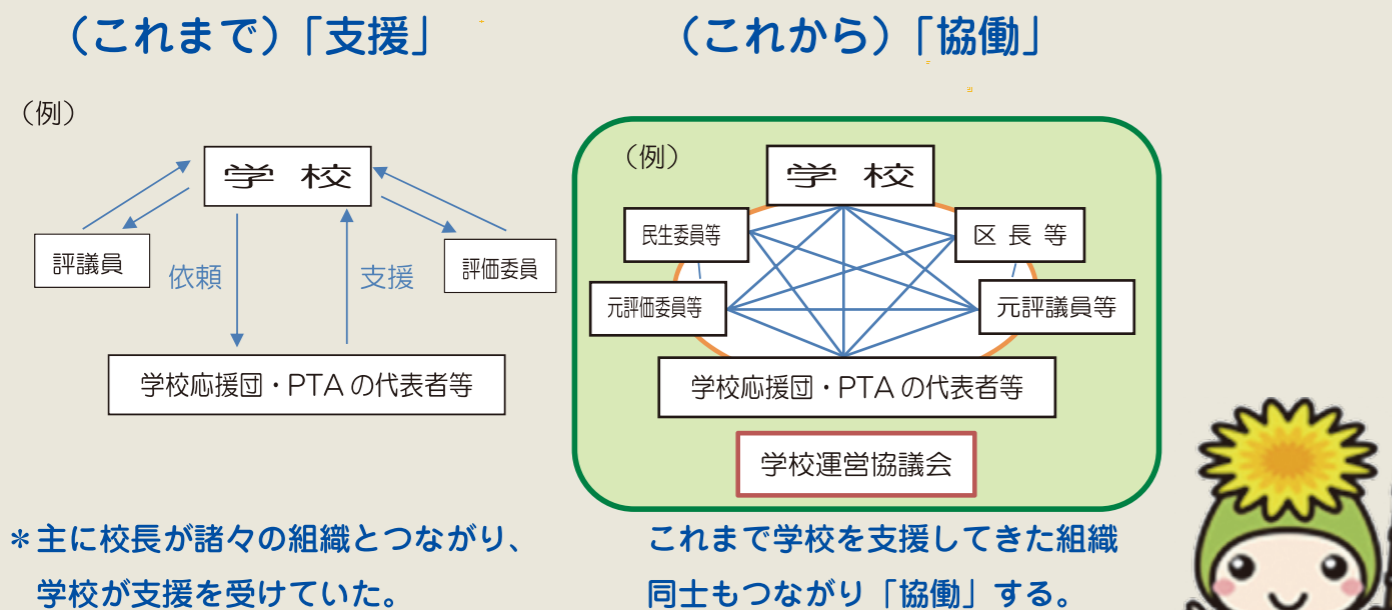 (これまで)「支援」
(例)
学 校
評議員
依頼
支援
評価委員
学校応援団・PTAの代表者等
*主に校長が諸々の組織とつながり、
学校が支援を受けていた。
(これから)「協働」
(例)
学 校
民生委員等
区 長 等
元評価委員等
元評議員等
学校応援団・PTAの代表者等
学校運営協議会
これまで学校を支援してきた組織
同士もつながり「協働」する。